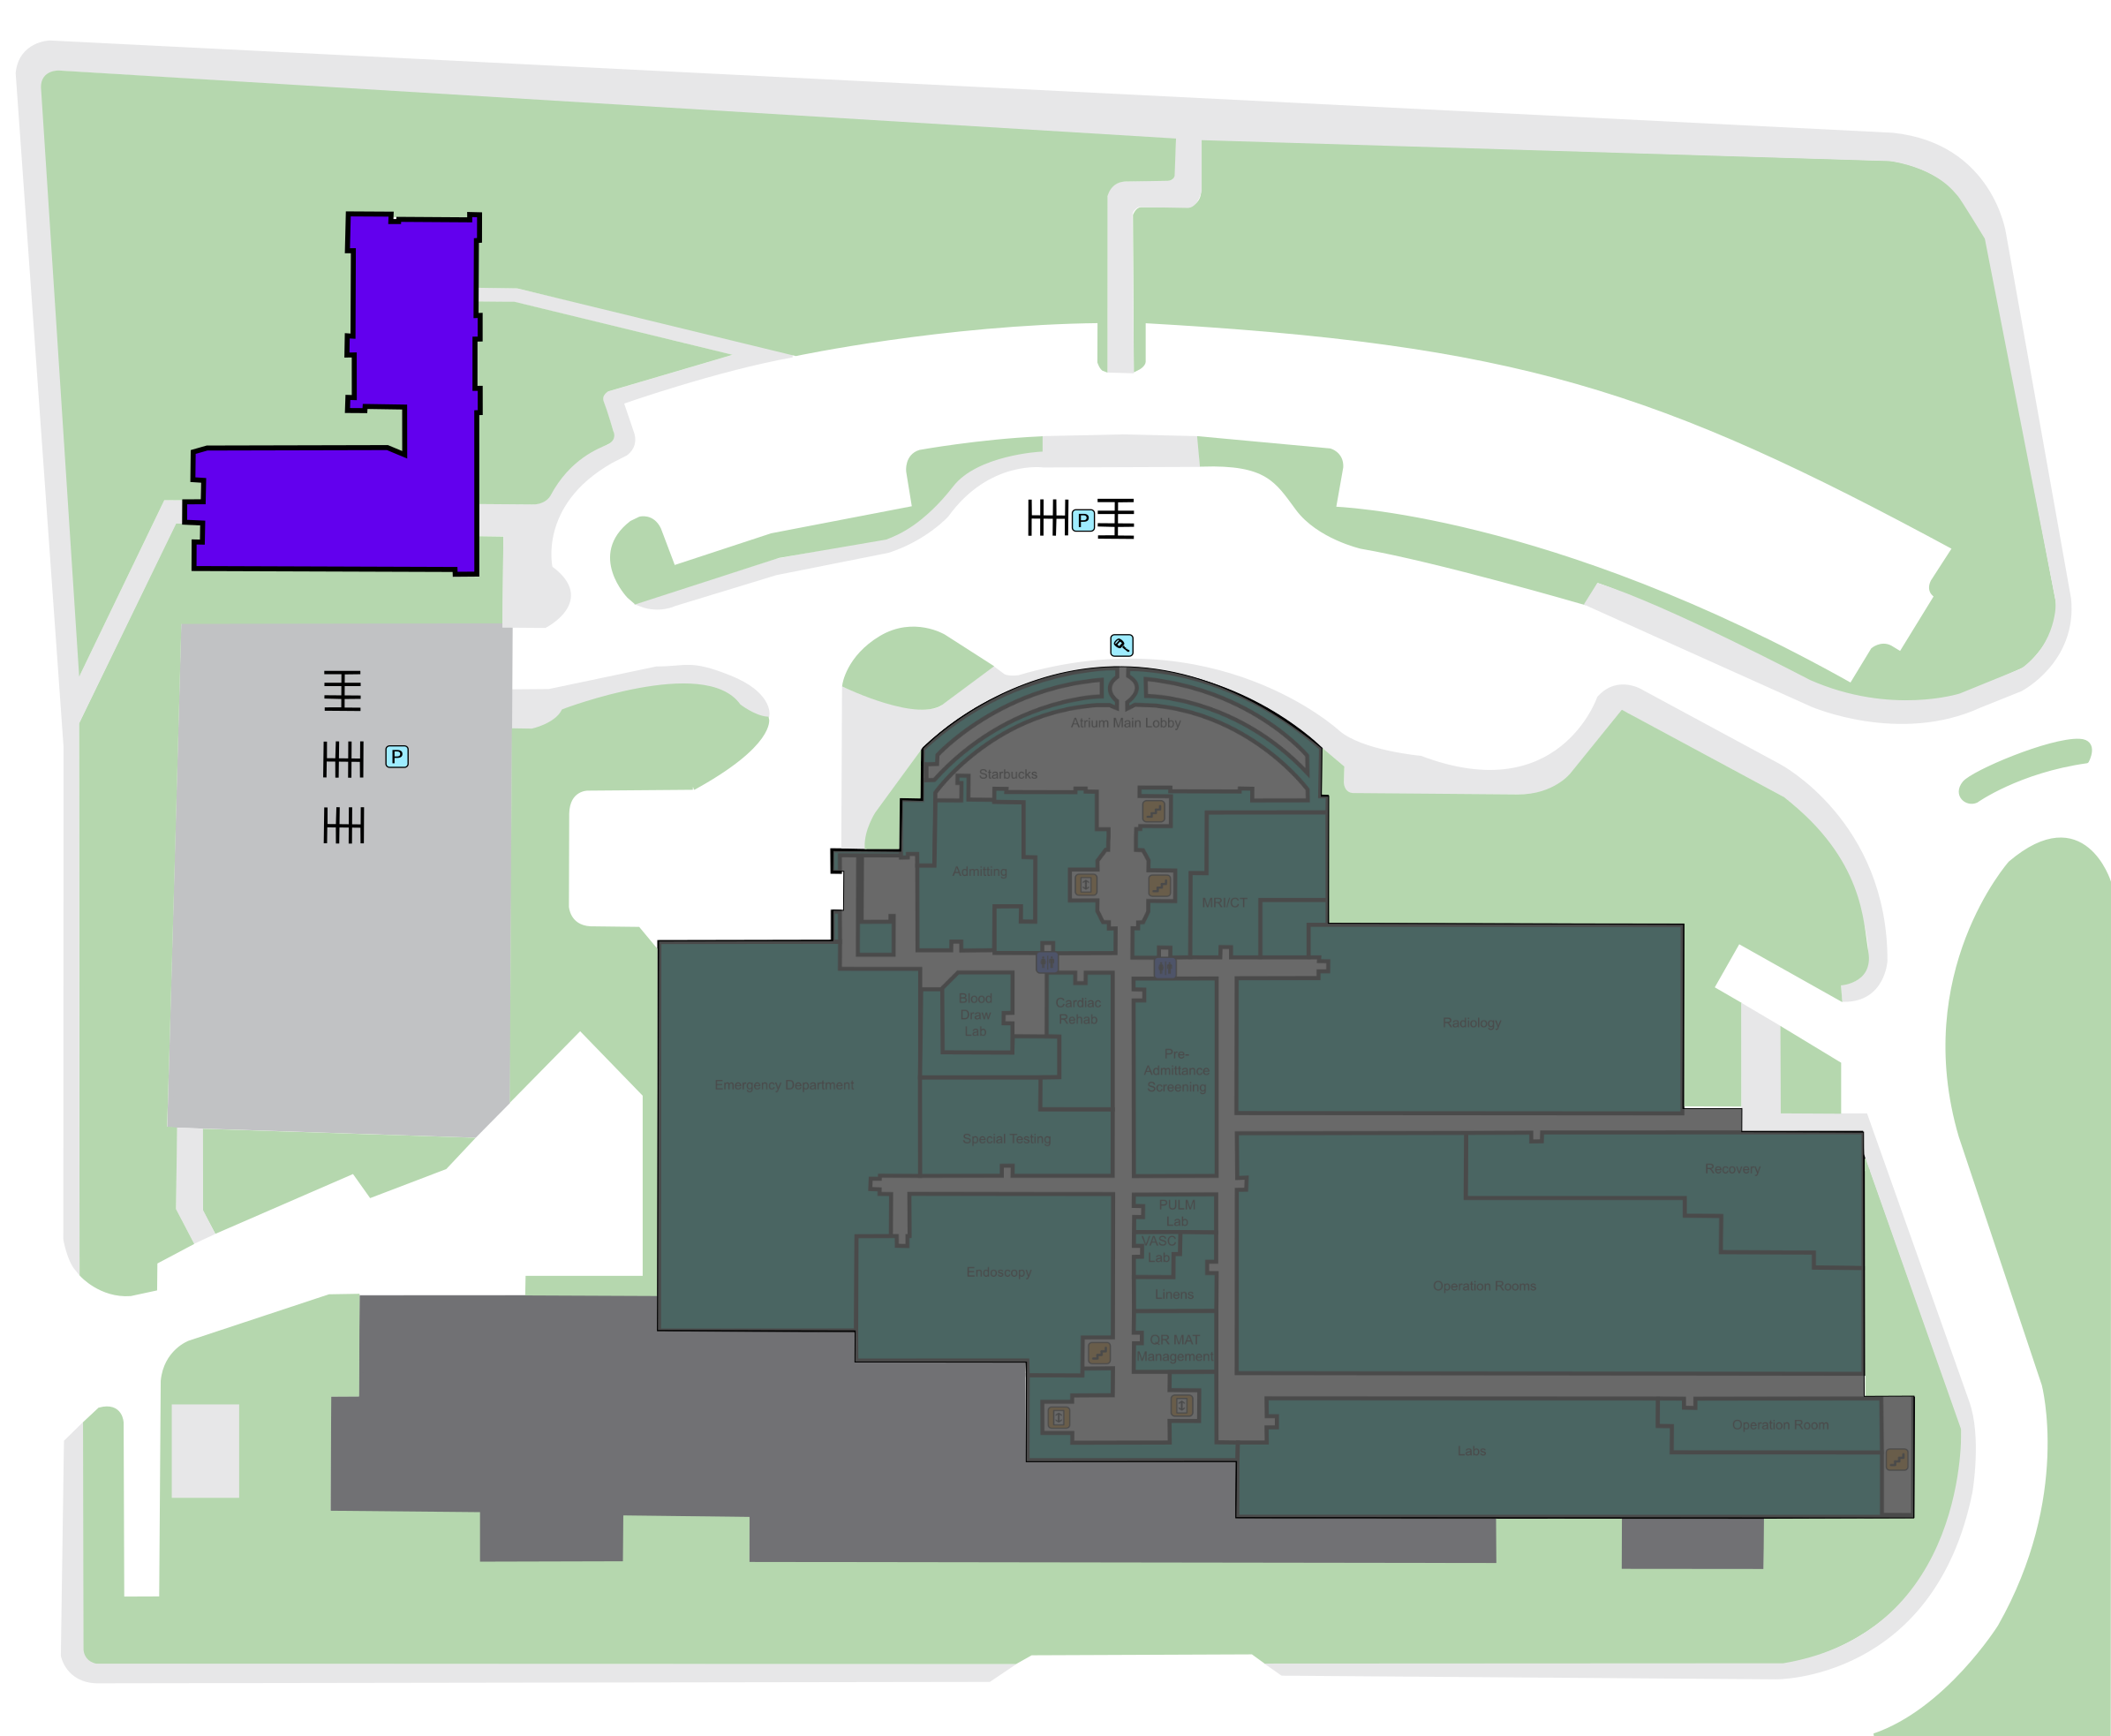 P
Atrium Main Lobby
P
Starbucks
Admitting
MRI/CT
Blood
Draw
Lab
Cardiac
Rehab
Radiology
Pre-
Admittance
Screening
Emergency Department
Special Testing
Recovery
PULM
Lab
VASC
Lab
Endoscopy
Operation Rooms
Linens
QR MAT
Management
Operation Room
Labs